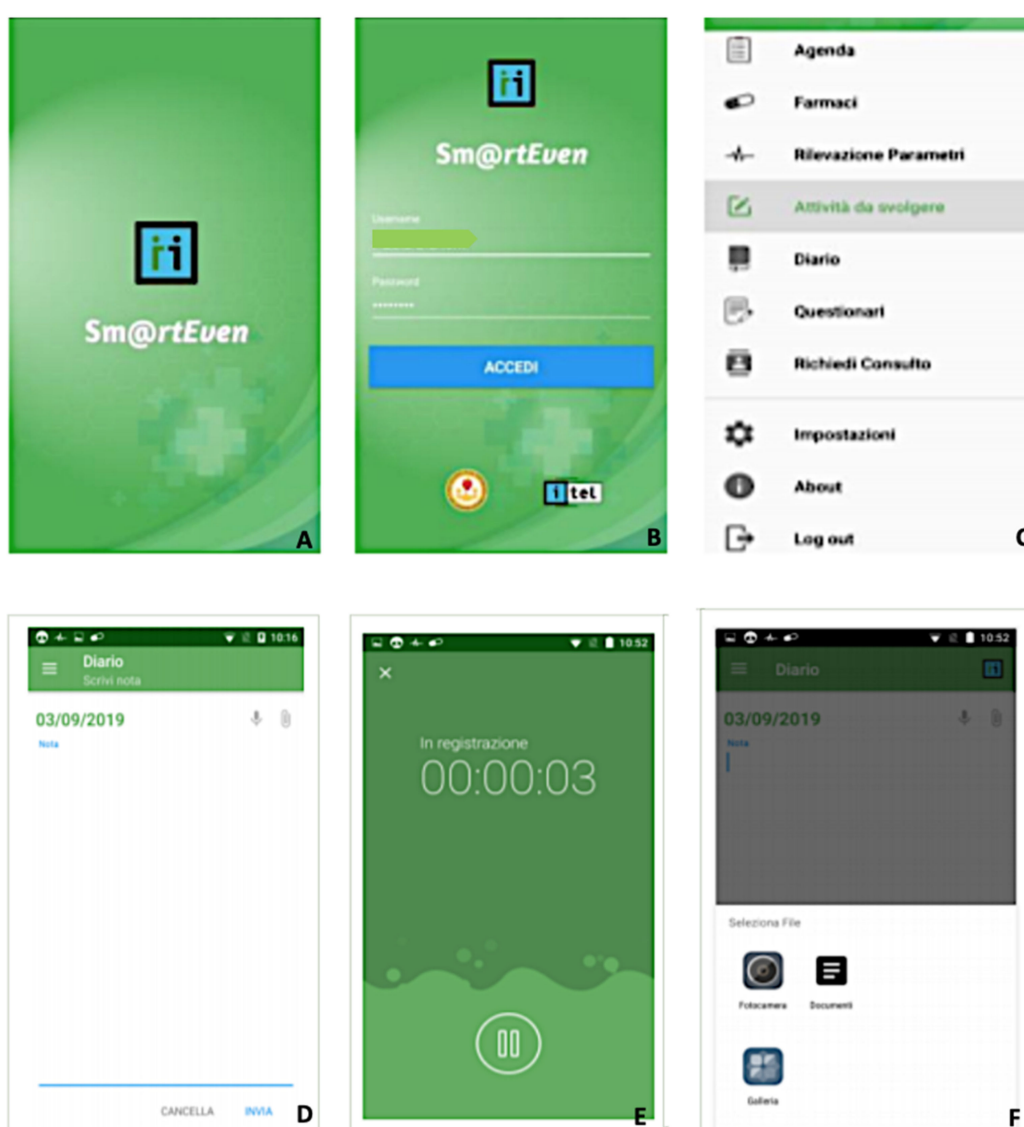 Sm@rtEven
A
Sm@rtEven
Username
Password
ACCEDI
i tel
B
Agenda
Farmaci
Rilevazione Parametri
Attività da svolgere
Diario
Questionari
Richiedi Consulto
Impostazioni
About
Log out
10:16
Diario
Scrivi nota
03/09/2019
Nota
CANCELLA INVIA
D
10:52
In registrazione
00:00:03
E
10:52
Diario
03/09/2019
Nota
Seleziona File
Fotocamera Documenti
Galleria
F